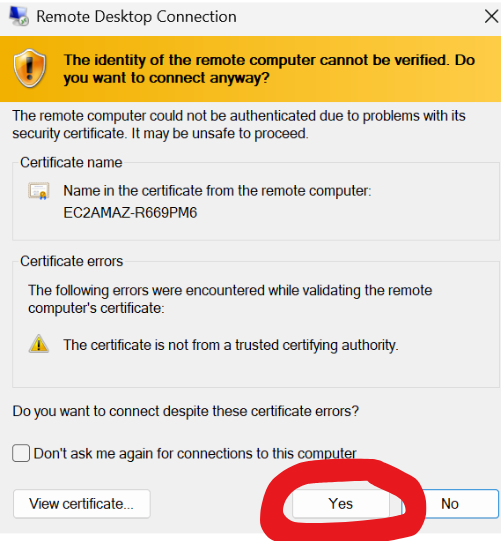 Remote Desktop Connection
The identity of the remote computer cannot be verified. Do
you want to connect anyway?
The remote computer could not be authenticated due to problems with its
security certificate. It may be unsafe to proceed.
Certificate name
Name in the certificate from the remote computer:
EC2AMAZ-R669PM6
Certificate errors
The following errors were encountered while validating the remote
computer's certificate:
The certificate is not from a trusted certifying authority.
Do you want to connect despite these certificate errors?
Don't ask me again for connections to this computer
View certificate...
Yes
No